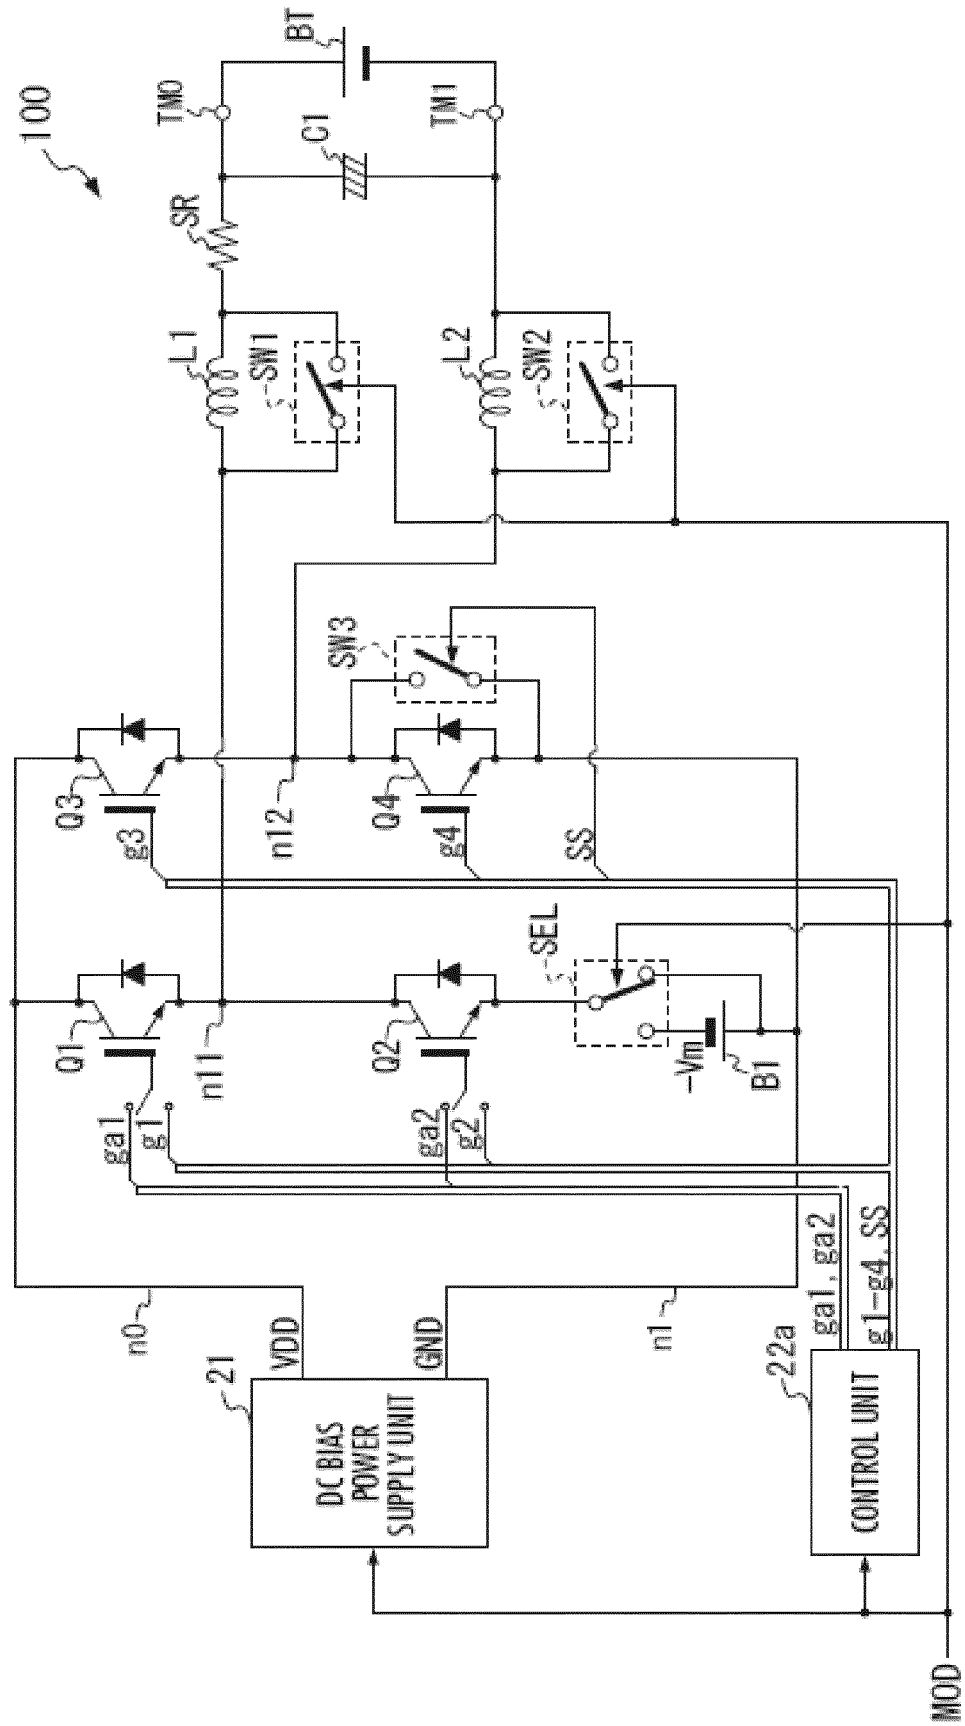 100
MOD
DC BIAS
POWER
SUPPLY UNIT
21
VDD
GND
n0
n1
CONTROL UNIT
22a
ga1, ga2
g1-g4, SS
ga1
g1
Q1
n11
ga2
g2
Q2
-Vm
B1
SEL
g3
Q3
n12
g4
Q4
SS
SW3
L1
SW1
L2
SW2
SR
C1
TM0
TM1
BT